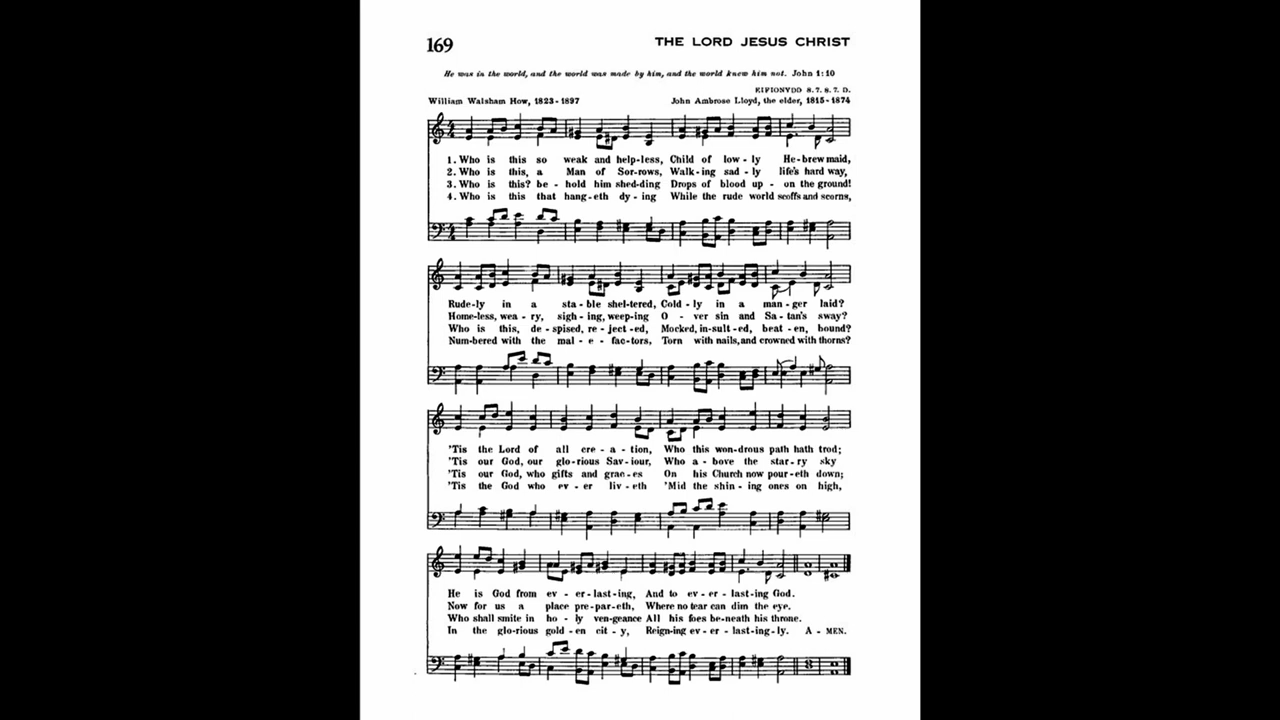 169
THE LORD JESUS CHRIST
He was in the world, and the world was made by him, and the world knew him not. John 1:10
EIFIONYDD 8.7.8.7.D.
William Walsham How, 1823-1897
John Ambrose Lloyd, the elder, 1815-1874
1. Who is this so weak and help-less, Child of low-ly He-brew maid,
2. Who is this, a Man of Sor-rows, Walk-ing sad-ly life's hard way,
3. Who is this? be-hold him shed-ding Drops of blood up-on the ground!
4. Who is this that hang-eth dy-ing While the rude world scoffs and scorns,
Rude-ly in a sta-ble shel-tered, Cold-ly in a man-ger laid?
Home-less, wea-ry, sigh-ing, weep-ing O-ver sin and Sa-tan's sway?
Who is this, de-spised, re-ject-ed, Mocked, in-sult-ed, beat-en, bound?
Num-bered with the mal-e-fac-tors, Torn with nails, and crowned with thorns?
'Tis the Lord of all cre-a-tion, Who this won-drous path hath trod;
'Tis our God, our glo-rious Sav-iour, Who a-bove the star-ry sky
'Tis our God, who gifts and grac-es On his Church now pour-eth down;
'Tis the God who ev-er liv-eth 'Mid the shin-ing ones on high,
He is God from ev-er-last-ing, And to ev-er-last-ing God.
Now for us a place pre-par-eth, Where no tear can dim the eye.
Who shall smite in ho-ly ven-geance All his foes be-neath his throne.
In the glo-rious gold-en cit-y, Reign-ing ev-er-last-ing-ly. A-MEN.